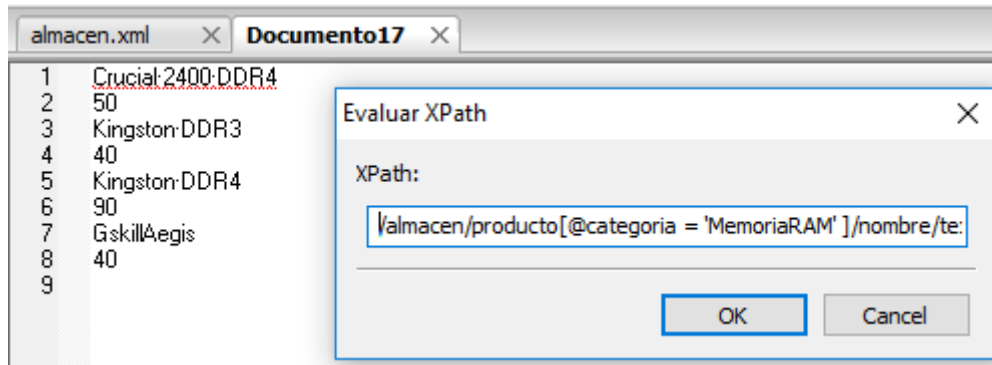 almacen.xml
Documento17
1 Crucial·2400·DDR4
2 50
3 Kingston·DDR3
4 40
5 Kingston·DDR4
6 90
7 GskillAegis
8 40
9
Evaluar XPath
XPath:
/almacen/producto[@categoria = 'MemoriaRAM' ]/nombre/te
OK
Cancel